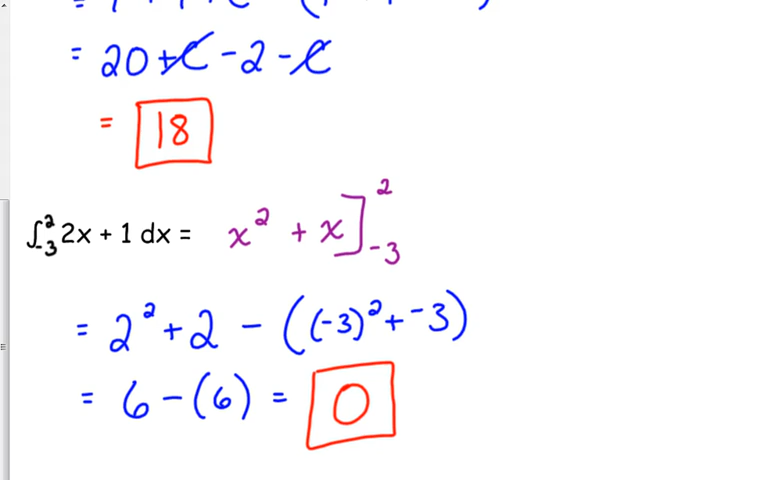 = 20 + c - 2 - c
= 18
∫₋₃² 2x + 1 dx = x² + x]₋₃²
= 2² + 2 - ((-3)² + -3)
= 6 - (6) = 0